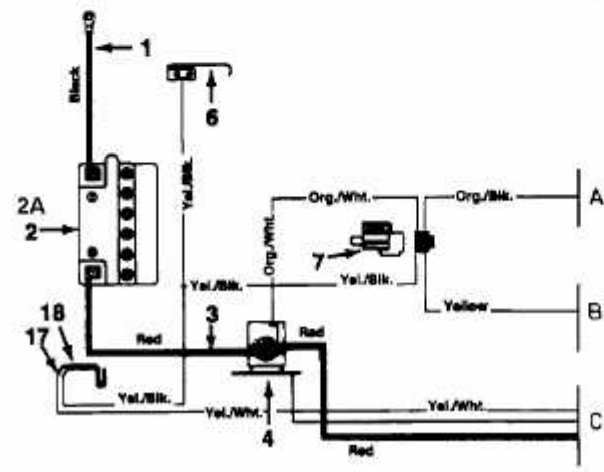 1
Black
6
Yel./Blk.
2A
2
Org./Wht.
Org./Blk.
A
Org./Wht.
7
Yel./Blk.
Yel./Blk.
Yellow
B
18
17
Red
3
Red
Yel./Blk.
Yel./Wht.
4
Yel./Wht.
C
Red